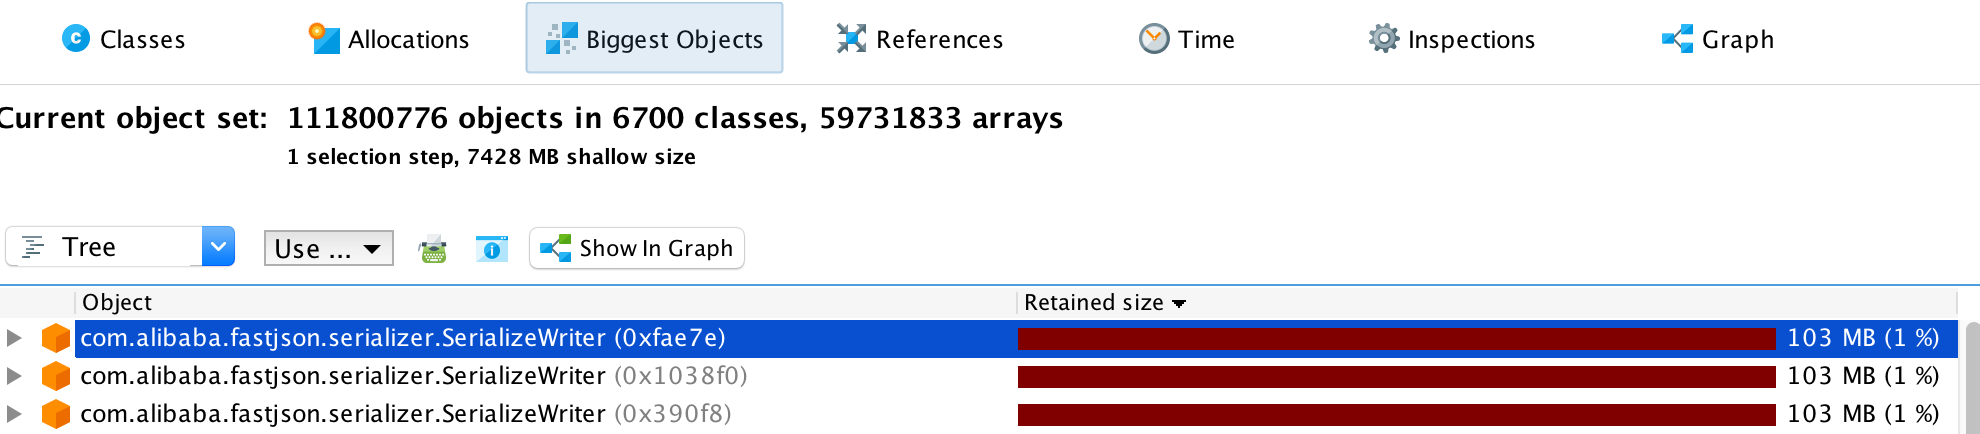 Classes Allocations Biggest Objects References Time Inspections Graph
Current object set: 111800776 objects in 6700 classes, 59731833 arrays
1 selection step, 7428 MB shallow size
Tree Use ... Show In Graph
Object Retained size
com.alibaba.fastjson.serializer.SerializeWriter (0xfae7e) 103 MB (1 %)
com.alibaba.fastjson.serializer.SerializeWriter (0x1038f0) 103 MB (1 %)
com.alibaba.fastjson.serializer.SerializeWriter (0x390f8) 103 MB (1 %)